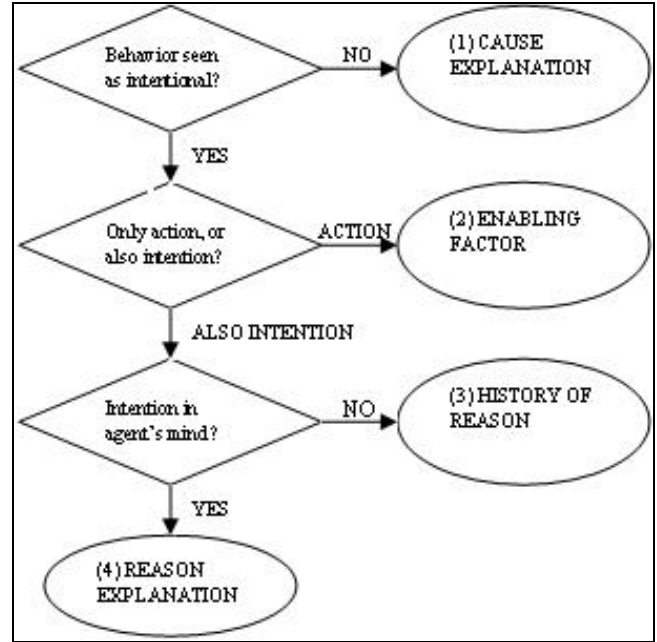 Behavior seen
as intentional?
NO
(1) CAUSE
EXPLANATION
YES
Only action, or
also intention?
ACTION
(2) ENABLING
FACTOR
ALSO INTENTION
Intention in
agent's mind?
NO
(3) HISTORY OF
REASON
YES
(4) REASON
EXPLANATION